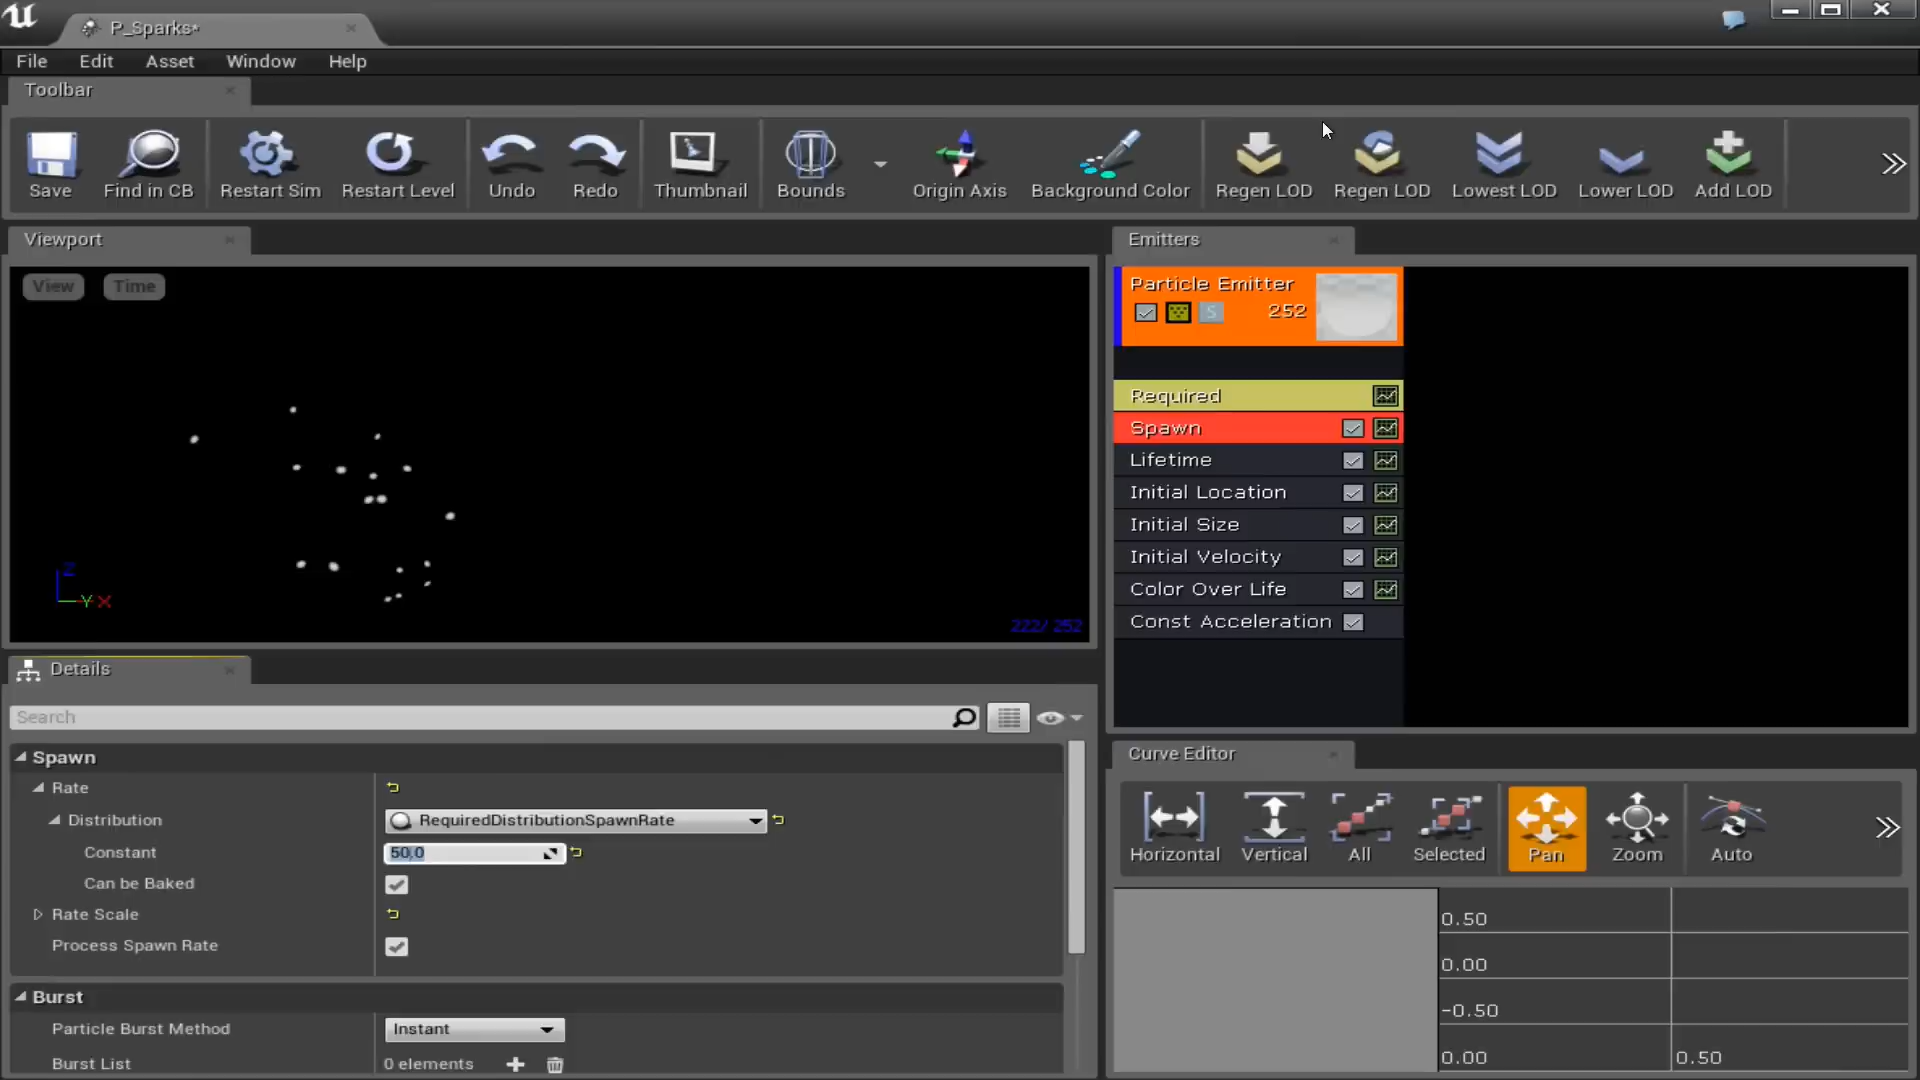 P_Sparks*
File Edit Asset Window Help
Toolbar
Save Find in CB Restart Sim Restart Level Undo Redo Thumbnail Bounds Origin Axis Background Color Regen LOD Regen LOD Lowest LOD Lower LOD Add LOD
Viewport
View Time
Z
Y X
222/ 252
Emitters
Particle Emitter
S 252
Required
Spawn
Lifetime
Initial Location
Initial Size
Initial Velocity
Color Over Life
Const Acceleration
Details
Search
Spawn
Rate
Distribution RequiredDistributionSpawnRate
Constant 50,0
Can be Baked
Rate Scale
Process Spawn Rate
Burst
Particle Burst Method Instant
Burst List 0 elements
Curve Editor
Horizontal Vertical All Selected Pan Zoom Auto
0.50
0.00
-0.50
0.00 0.50